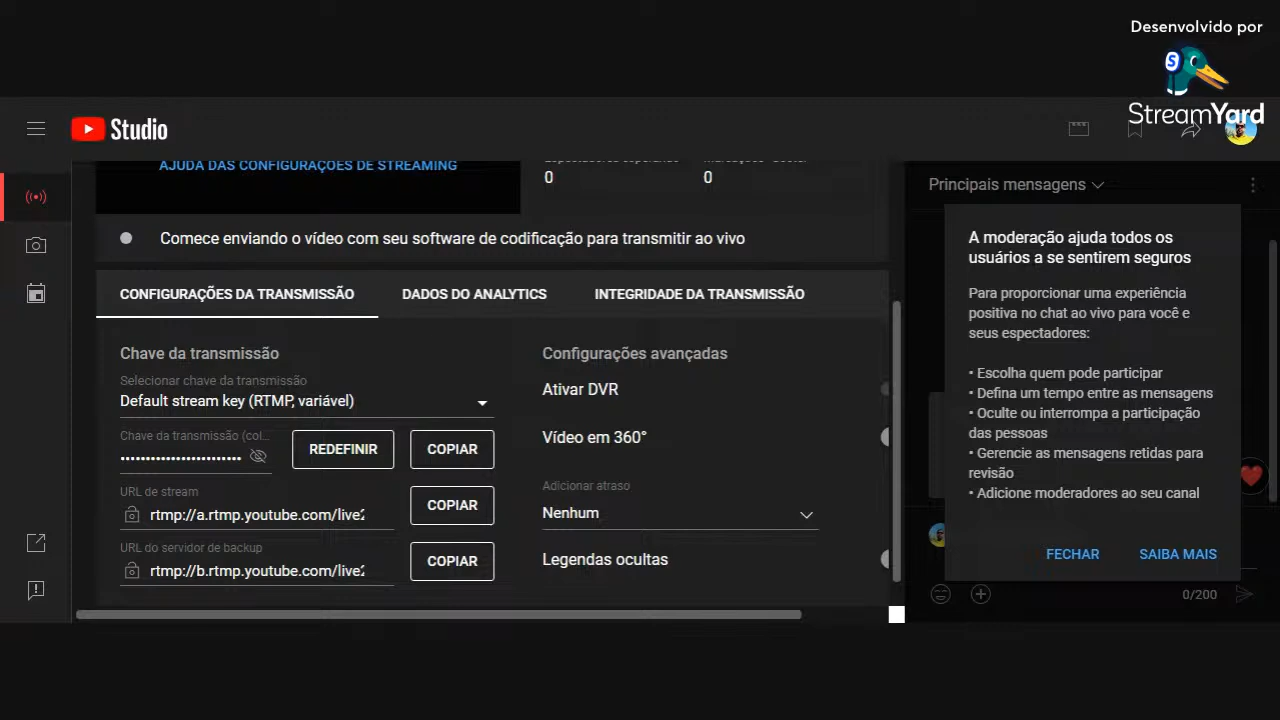 Desenvolvido por
StreamYard
Studio
AJUDA DAS CONFIGURAÇÕES DE STREAMING
0
0
Comece enviando o vídeo com seu software de codificação para transmitir ao vivo
CONFIGURAÇÕES DA TRANSMISSÃO
DADOS DO ANALYTICS
INTEGRIDADE DA TRANSMISSÃO
Chave da transmissão
Selecionar chave da transmissão
Default stream key (RTMP, variável)
Chave da transmissão (col...
REDEFINIR
COPIAR
URL de stream
rtmp://a.rtmp.youtube.com/live2
COPIAR
URL do servidor de backup
rtmp://b.rtmp.youtube.com/live2
COPIAR
Configurações avançadas
Ativar DVR
Vídeo em 360°
Adicionar atraso
Nenhum
Legendas ocultas
Principais mensagens
A moderação ajuda todos os
usuários a se sentirem seguros
Para proporcionar uma experiência
positiva no chat ao vivo para você e
seus espectadores:
• Escolha quem pode participar
• Defina um tempo entre as mensagens
• Oculte ou interrompa a participação
das pessoas
• Gerencie as mensagens retidas para
revisão
• Adicione moderadores ao seu canal
FECHAR
SAIBA MAIS
0/200